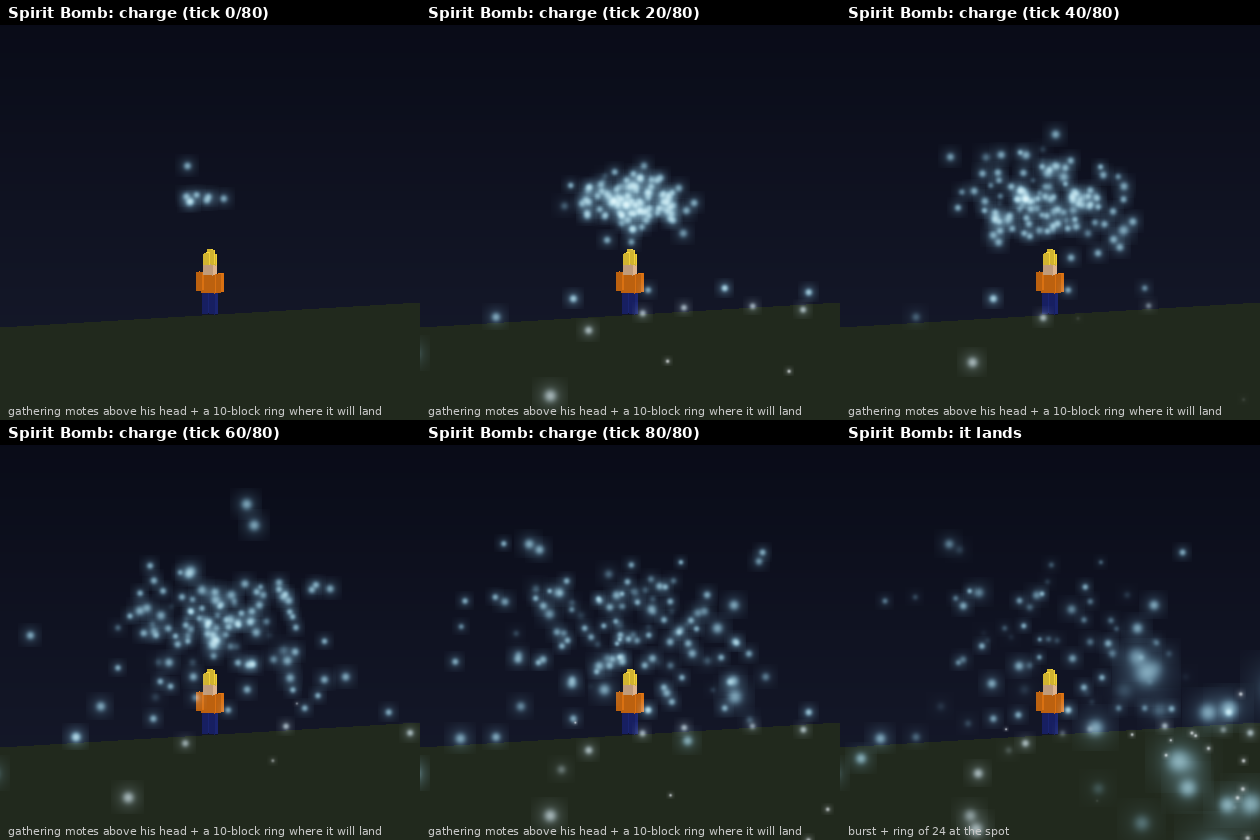 Spirit Bomb: charge (tick 0/80)
Spirit Bomb: charge (tick 20/80)
Spirit Bomb: charge (tick 40/80)
gathering motes above his head + a 10-block ring where it will land
gathering motes above his head + a 10-block ring where it will land
gathering motes above his head + a 10-block ring where it will land
Spirit Bomb: charge (tick 60/80)
Spirit Bomb: charge (tick 80/80)
Spirit Bomb: it lands
gathering motes above his head + a 10-block ring where it will land
gathering motes above his head + a 10-block ring where it will land
burst + ring of 24 at the spot